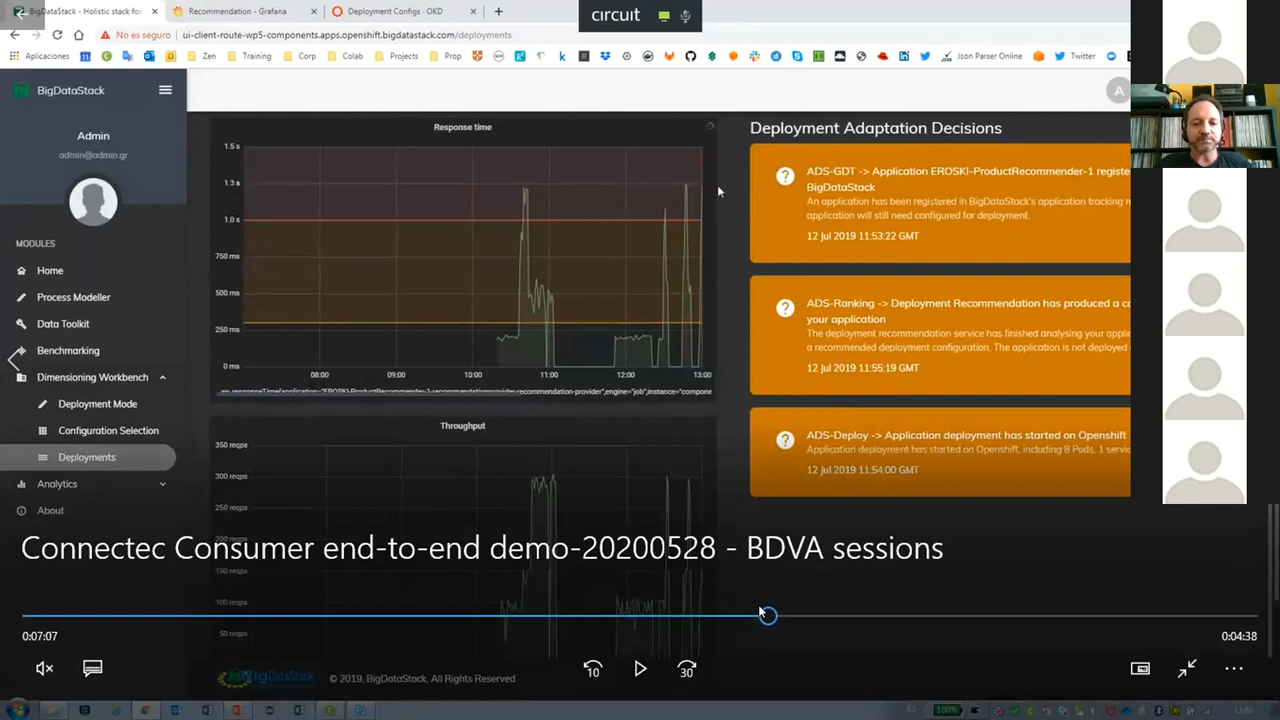 BigDataStack - Holistic stack for
Recommendation - Grafana
Deployment Configs · OKD
circuit
No es seguro
ui-client-route-wp5-components.apps.openshift.bigdatastack.com/deployments
Aplicaciones
Zen
Training
Corp
Colab
Projects
Prop
Json Parser Online
Twitter
BigDataStack
A
Admin
admin@admin.gr
MODULES
Home
Process Modeller
Data Toolkit
Benchmarking
Dimensioning Workbench
Deployment Mode
Configuration Selection
Deployments
Analytics
About
Response time
1.5 s
1.3 s
1.0 s
750 ms
500 ms
250 ms
0 ms
08:00
09:00
10:00
11:00
12:00
13:00
Throughput
350 reqps
300 reqps
250 reqps
200 reqps
150 reqps
100 reqps
50 reqps
Deployment Adaptation Decisions
ADS-GDT -> Application EROSKI-ProductRecommender-1 registe
BigDataStack
An application has been registered in BigDataStack's application tracking
application will still need configured for deployment.
12 Jul 2019 11:53:22 GMT
ADS-Ranking -> Deployment Recommendation has produced a co
your application
The deployment recommendation service has finished analysing your applic
a recommended deployment configuration. The application is not deployed
12 Jul 2019 11:55:19 GMT
ADS-Deploy -> Application deployment has started on Openshift
Application deployment has started on Openshift, including 8 Pods, 1 servic
12 Jul 2019 11:54:00 GMT
Connectec Consumer end-to-end demo-20200528 - BDVA sessions
0:07:07
0:04:38
10
30
BigDataStack
© 2019, BigDataStack, All Rights Reserved
ES
100%